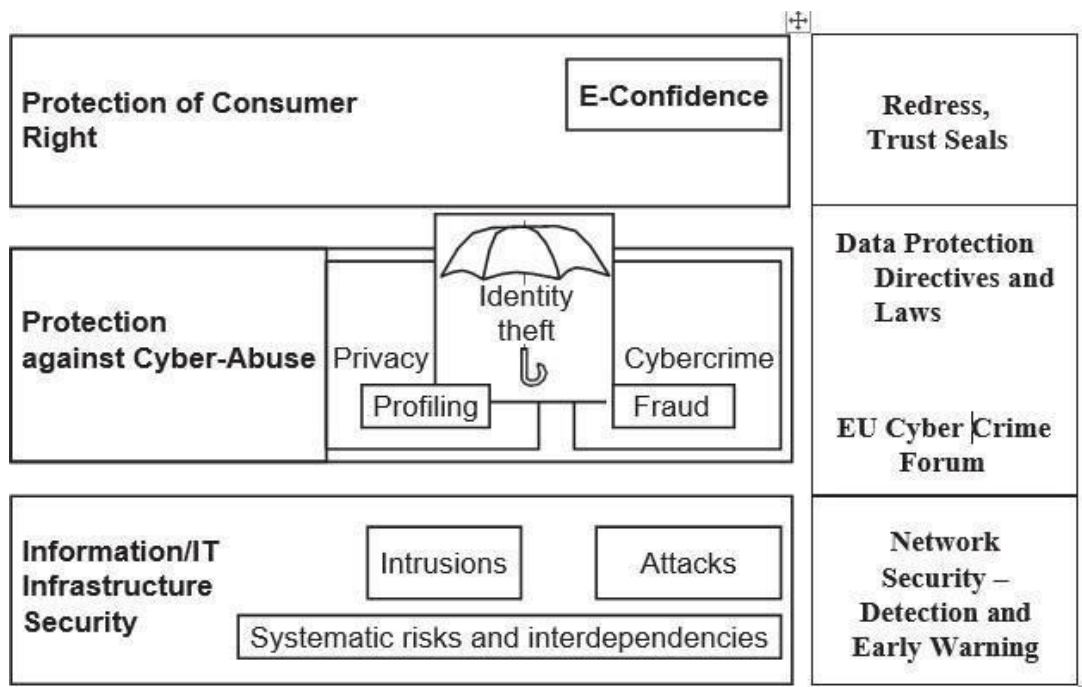 Protection of Consumer
Right
E-Confidence
Redress,
Trust Seals
Protection
against Cyber-Abuse
Privacy
Profiling
Identity
theft
Cybercrime
Fraud
Data Protection
Directives and
Laws
EU Cyber Crime
Forum
Information/IT
Infrastructure
Security
Intrusions
Attacks
Systematic risks and interdependencies
Network
Security –
Detection and
Early Warning